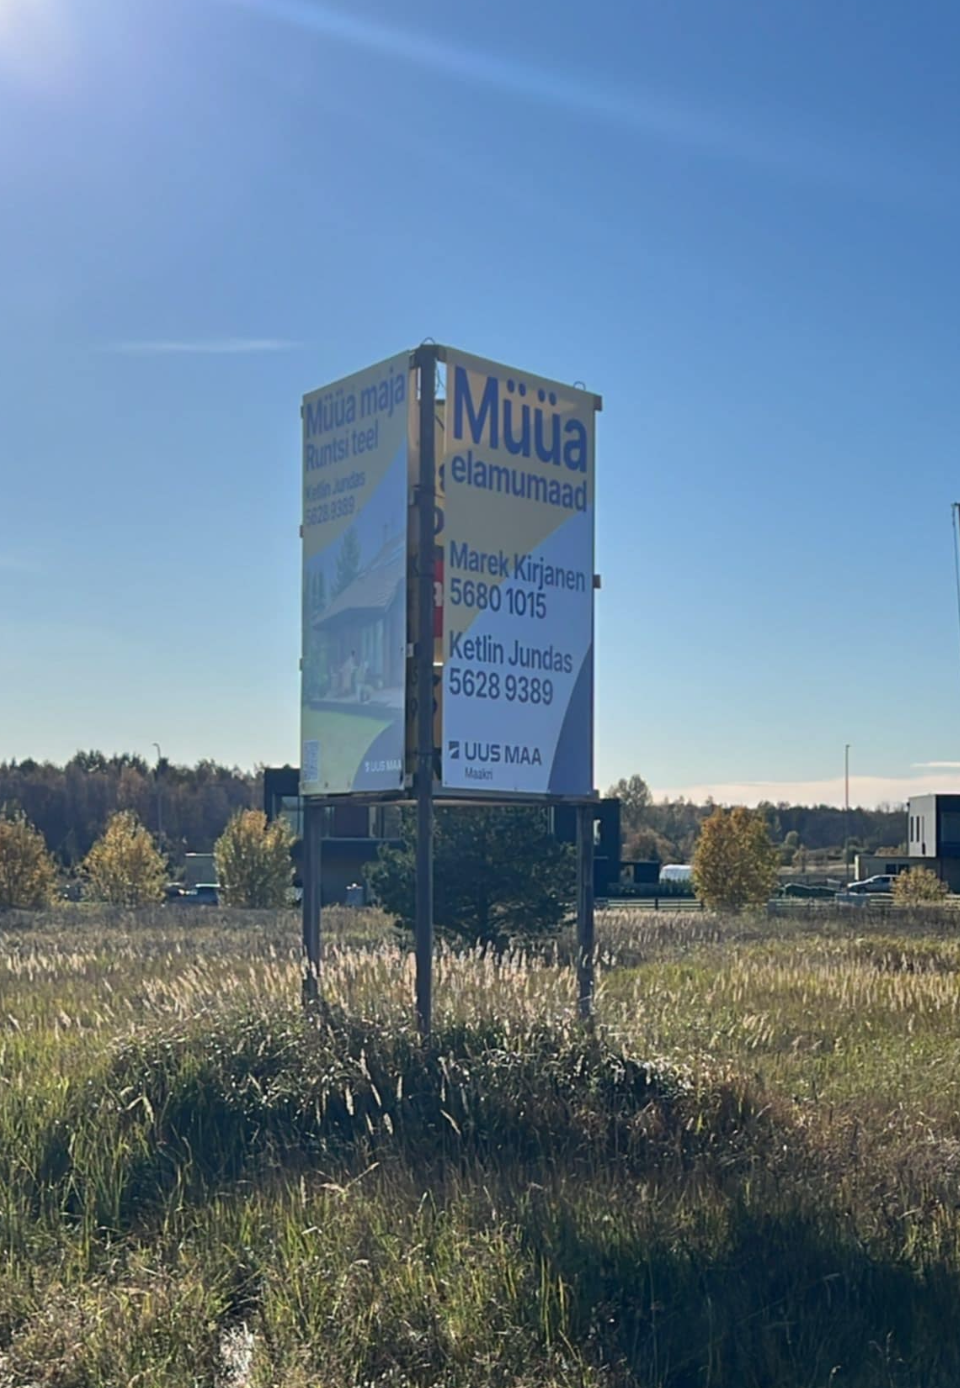 Müüa maja
Runtsi teel
Ketlin Jundas
5628 9389
UUS MAA
Müüa
elamumaad
Marek Kirjanen
5680 1015
Ketlin Jundas
5628 9389
UUS MAA
Maakri